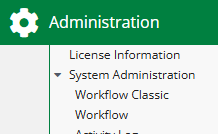 Administration
License Information
System Administration
Workflow Classic
Workflow
Activity Log